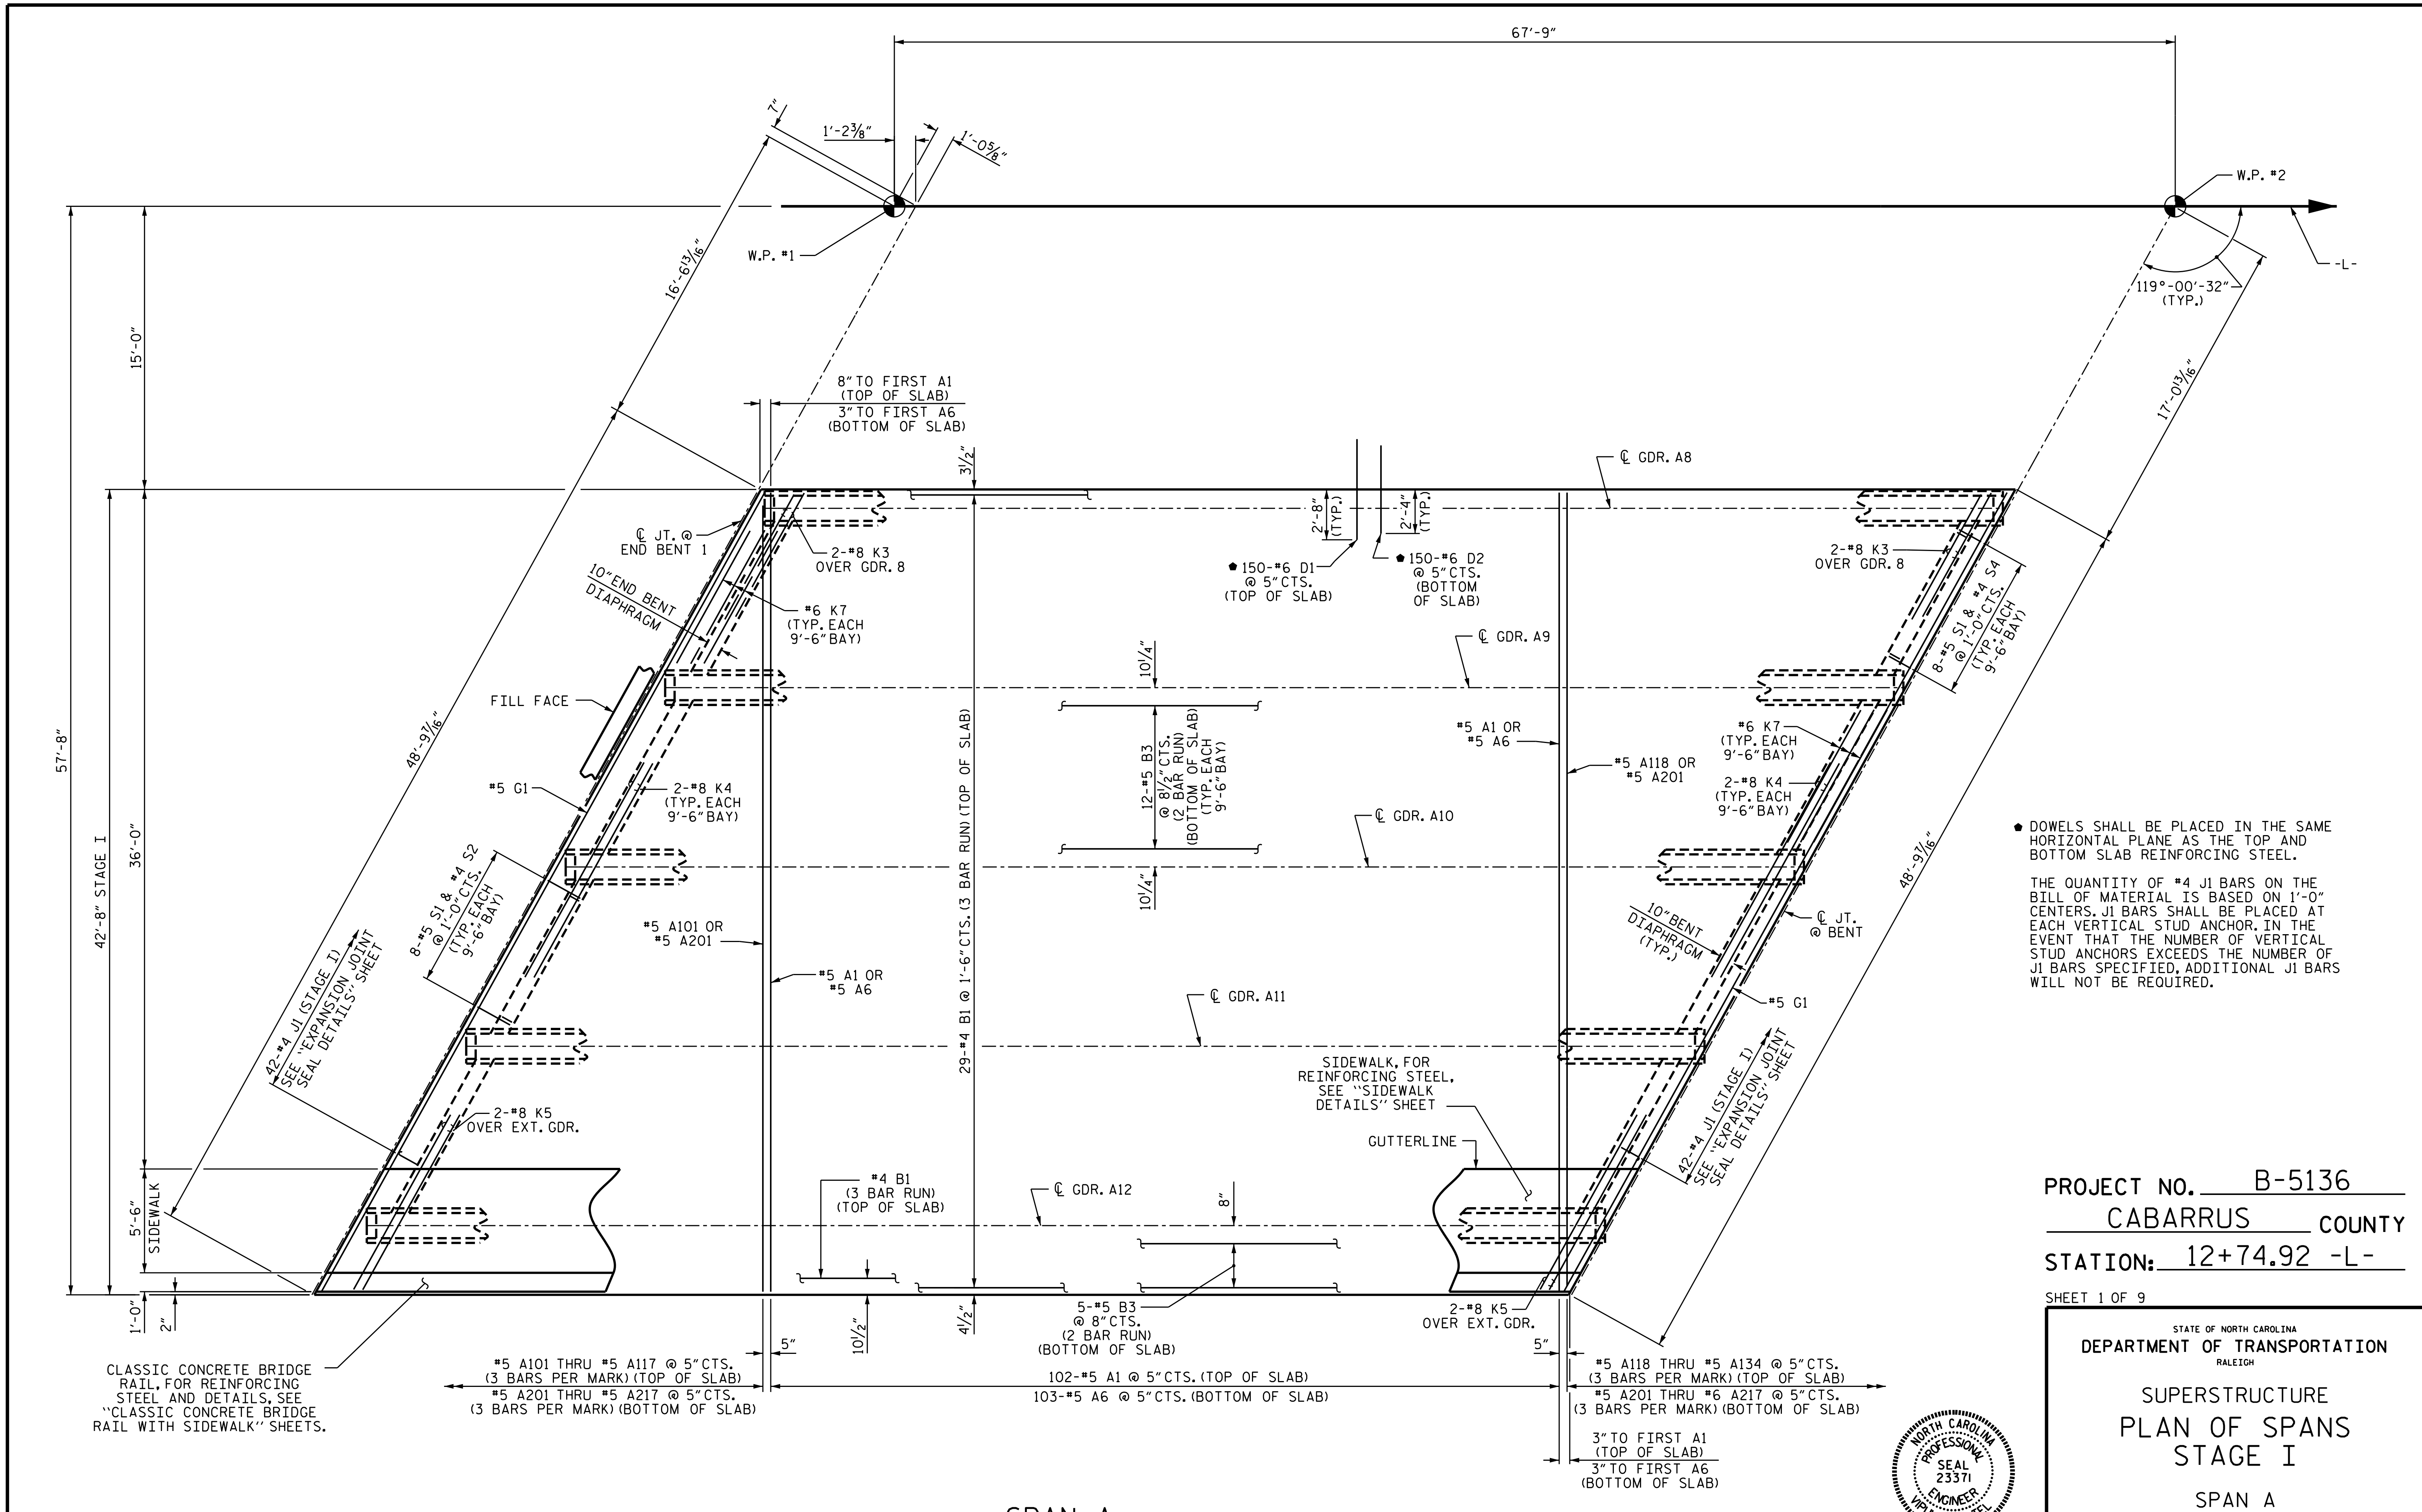 67'-9"
7"
1'-2⅜"
1'-0⅝"
W.P. #1
W.P. #2
-L-
119°-00'-32"
(TYP.)
16'-6¹³⁄₁₆"
17'-0¹³⁄₁₆"
15'-0"
57'-8"
42'-8" STAGE I
36'-0"
48'-9⁷⁄₁₆"
8" TO FIRST A1
(TOP OF SLAB)
3" TO FIRST A6
(BOTTOM OF SLAB)
3½"
℄ GDR. A8
℄ JT. @
END BENT 1
2-#8 K3
OVER GDR. 8
2'-8"
(TYP.)
2'-4"
(TYP.)
150-#6 D1
@ 5" CTS.
(TOP OF SLAB)
150-#6 D2
@ 5" CTS.
(BOTTOM
OF SLAB)
2-#8 K3
OVER GDR. 8
8-#5 S1 & #4 S4
@ 1'-0" CTS.
(TYP. EACH
9'-6" BAY)
10" END BENT
DIAPHRAGM
#6 K7
(TYP. EACH
9'-6" BAY)
℄ GDR. A9
10¼"
FILL FACE
12-#5 B3
@ 8½" CTS.
(2 BAR RUN)
(BOTTOM OF SLAB)
(TYP. EACH
9'-6" BAY)
#5 A1 OR
#5 A6
#5 A118 OR
#5 A201
#6 K7
(TYP. EACH
9'-6" BAY)
2-#8 K4
(TYP. EACH
9'-6" BAY)
#5 G1
2-#8 K4
(TYP. EACH
9'-6" BAY)
℄ GDR. A10
10¼"
48'-9⁷⁄₁₆"
DOWELS SHALL BE PLACED IN THE SAME
HORIZONTAL PLANE AS THE TOP AND
BOTTOM SLAB REINFORCING STEEL.
THE QUANTITY OF #4 J1 BARS ON THE
BILL OF MATERIAL IS BASED ON 1'-0"
CENTERS. J1 BARS SHALL BE PLACED AT
EACH VERTICAL STUD ANCHOR. IN THE
EVENT THAT THE NUMBER OF VERTICAL
STUD ANCHORS EXCEEDS THE NUMBER OF
J1 BARS SPECIFIED, ADDITIONAL J1 BARS
WILL NOT BE REQUIRED.
8-#5 S1 & #4 S2
@ 1'-0" CTS.
(TYP. EACH
9'-6" BAY)
#5 A101 OR
#5 A201
#5 A1 OR
#5 A6
29-#4 B1 @ 1'-6" CTS. (3 BAR RUN) (TOP OF SLAB)
10" BENT
DIAPHRAGM
(TYP.)
℄ JT.
@ BENT
#5 G1
42-#4 J1 (STAGE I)
SEE "EXPANSION JOINT
SEAL DETAILS" SHEET
℄ GDR. A11
SIDEWALK, FOR
REINFORCING STEEL,
SEE "SIDEWALK
DETAILS" SHEET
GUTTERLINE
42-#4 J1 (STAGE I)
SEE "EXPANSION JOINT
SEAL DETAILS" SHEET
2-#8 K5
OVER EXT. GDR.
5'-6"
SIDEWALK
#4 B1
(3 BAR RUN)
(TOP OF SLAB)
℄ GDR. A12
8"
1'-0"
2"
5"
10½"
4½"
5-#5 B3
@ 8" CTS.
(2 BAR RUN)
(BOTTOM OF SLAB)
2-#8 K5
OVER EXT. GDR.
5"
CLASSIC CONCRETE BRIDGE
RAIL, FOR REINFORCING
STEEL AND DETAILS, SEE
"CLASSIC CONCRETE BRIDGE
RAIL WITH SIDEWALK" SHEETS.
#5 A101 THRU #5 A117 @ 5" CTS.
(3 BARS PER MARK) (TOP OF SLAB)
#5 A201 THRU #5 A217 @ 5" CTS.
(3 BARS PER MARK) (BOTTOM OF SLAB)
102-#5 A1 @ 5" CTS. (TOP OF SLAB)
103-#5 A6 @ 5" CTS. (BOTTOM OF SLAB)
#5 A118 THRU #5 A134 @ 5" CTS.
(3 BARS PER MARK) (TOP OF SLAB)
#5 A201 THRU #6 A217 @ 5" CTS.
(3 BARS PER MARK) (BOTTOM OF SLAB)
3" TO FIRST A1
(TOP OF SLAB)
3" TO FIRST A6
(BOTTOM OF SLAB)
PROJECT NO. B-5136
CABARRUS COUNTY
STATION: 12+74.92 -L-
SHEET 1 OF 9
STATE OF NORTH CAROLINA
DEPARTMENT OF TRANSPORTATION
RALEIGH
SUPERSTRUCTURE
PLAN OF SPANS
STAGE I
SPAN A
NORTH CAROLINA
PROFESSIONAL
SEAL
23371
ENGINEER
SPAN A